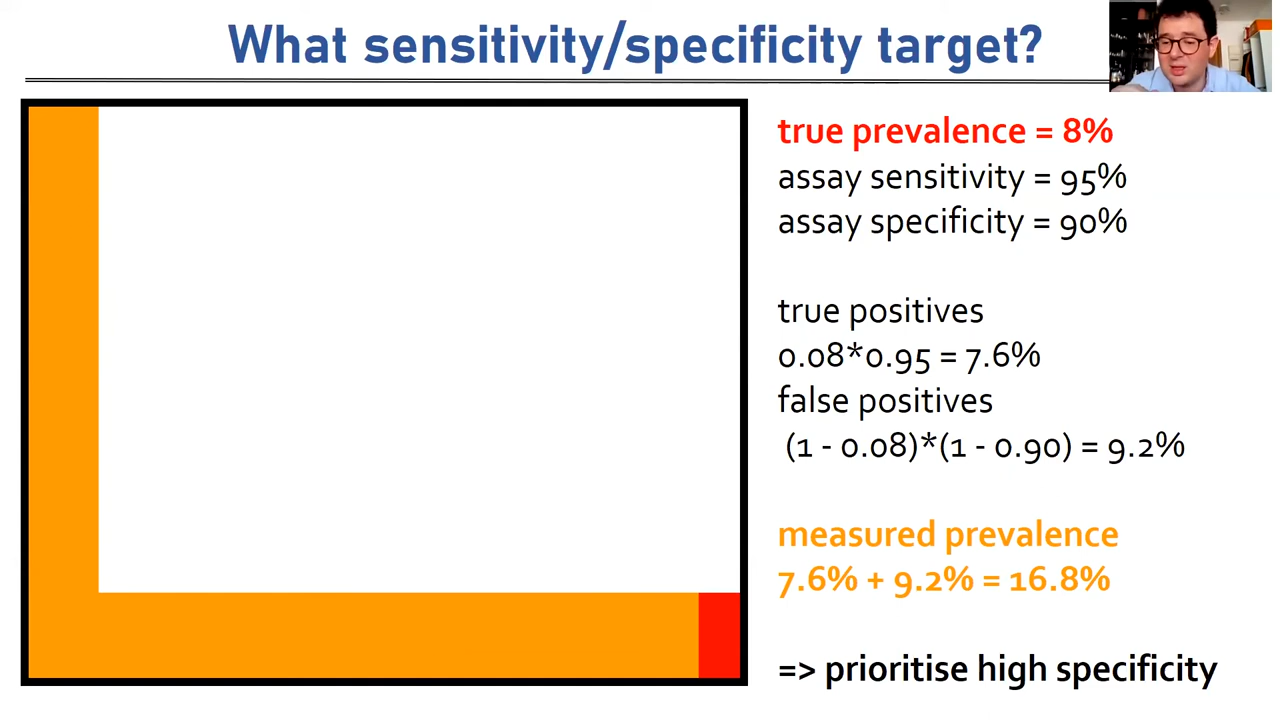 What sensitivity/specificity target?
true prevalence = 8%
assay sensitivity = 95%
assay specificity = 90%
true positives
0.08*0.95 = 7.6%
false positives
(1 - 0.08)*(1 - 0.90) = 9.2%
measured prevalence
7.6% + 9.2% = 16.8%
=> prioritise high specificity